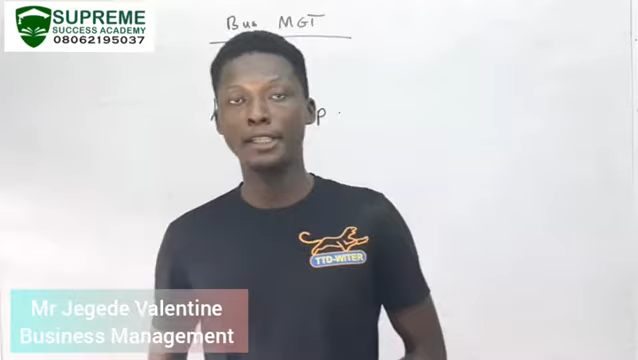 SUPREME
SUCCESS ACADEMY
08062195037
Bus MGT
p.
TTD-WITER
Mr Jegede Valentine
Business Management